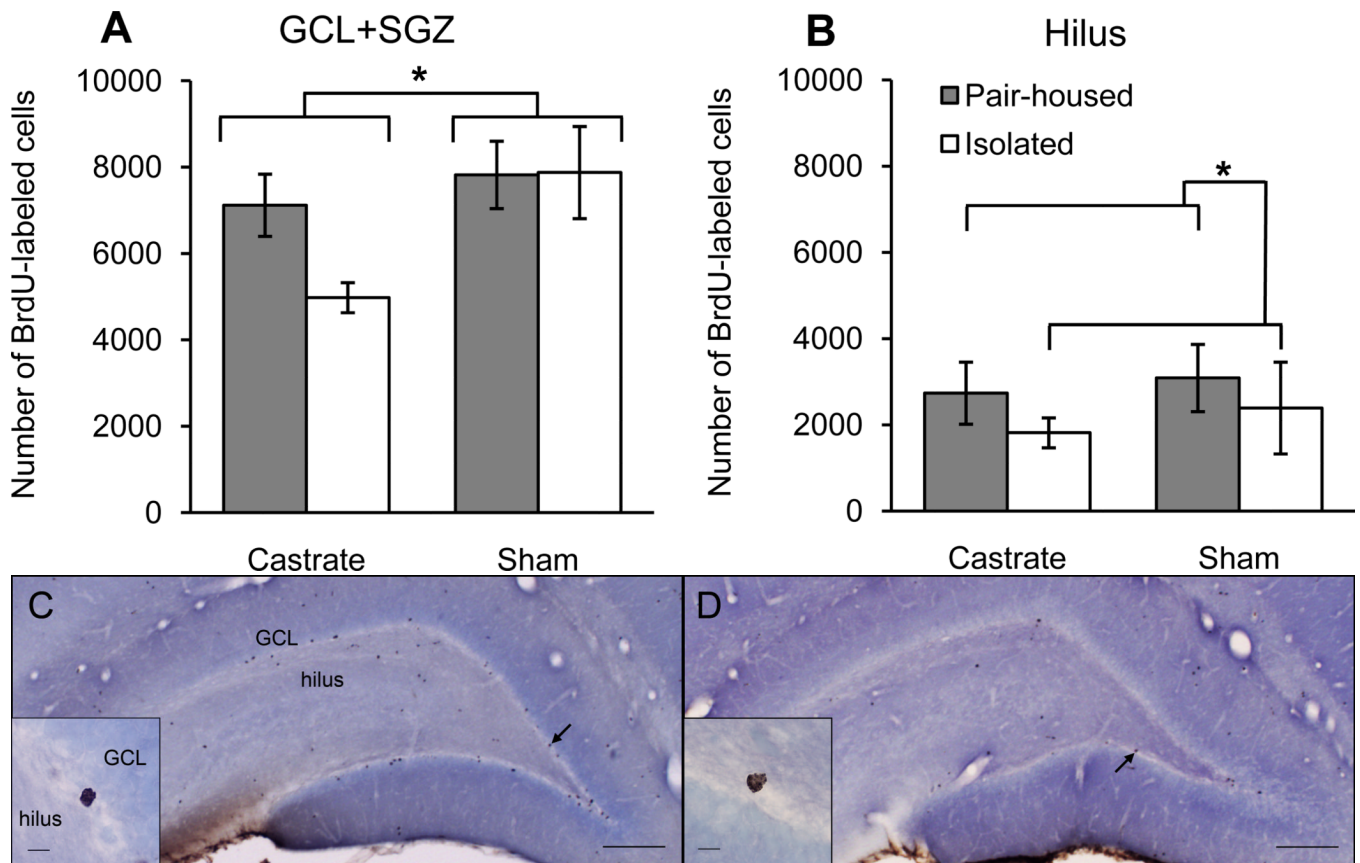 A
GCL+SGZ
Number of BrdU-labeled cells
10000
8000
6000
4000
2000
0
*
Castrate
Sham
B
Hilus
Number of BrdU-labeled cells
10000
8000
6000
4000
2000
0
Pair-housed
Isolated
*
Castrate
Sham
C
GCL
hilus
GCL
hilus
D